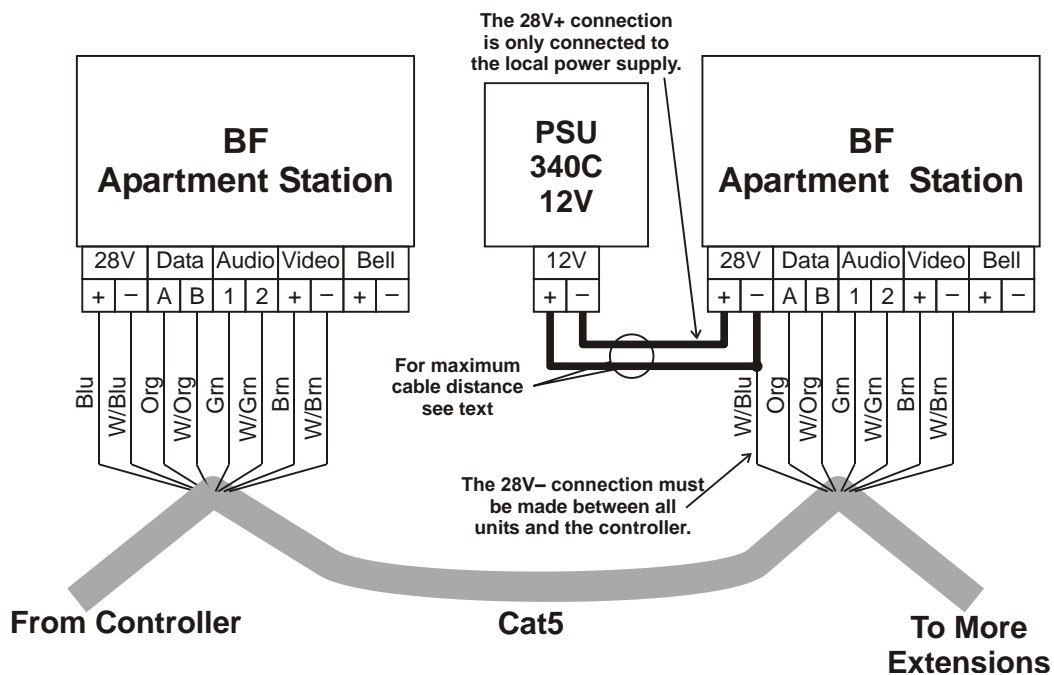 The 28V+ connection
is only connected to
the local power supply.
BF
Apartment Station
PSU
340C
12V
BF
Apartment Station
28V Data Audio Video Bell
+ – A B 1 2 + – + –
12V
+ –
28V Data Audio Video Bell
+ – A B 1 2 + – + –
For maximum
cable distance
see text
Blu
W/Blu
Org
W/Org
Grn
W/Grn
Brn
W/Brn
W/Blu
Org
W/Org
Grn
W/Grn
Brn
W/Brn
The 28V– connection must
be made between all
units and the controller.
From Controller
Cat5
To More
Extensions